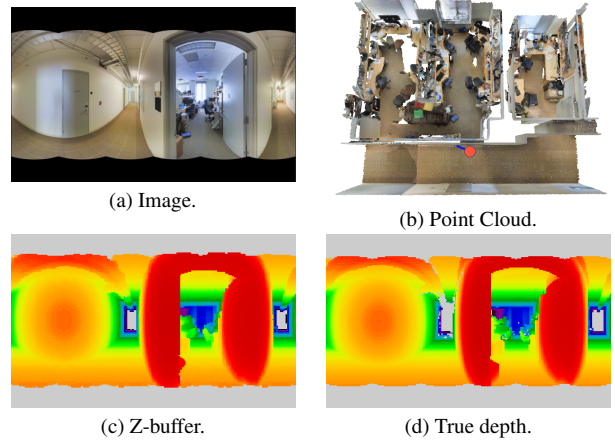 (a) Image.
(b) Point Cloud.
(c) Z-buffer.
(d) True depth.